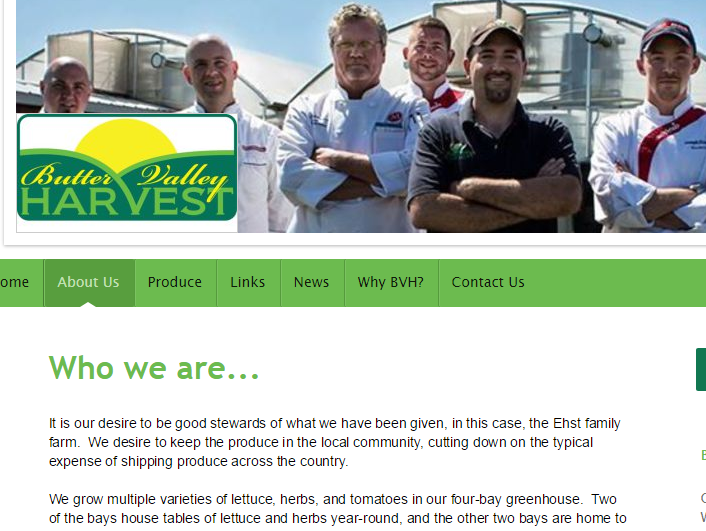 Butter Valley
HARVEST
ome About Us Produce Links News Why BVH? Contact Us
Who we are...
It is our desire to be good stewards of what we have been given, in this case, the Ehst family
farm. We desire to keep the produce in the local community, cutting down on the typical
expense of shipping produce across the country.
We grow multiple varieties of lettuce, herbs, and tomatoes in our four-bay greenhouse. Two
of the bays house tables of lettuce and herbs year-round, and the other two bays are home to